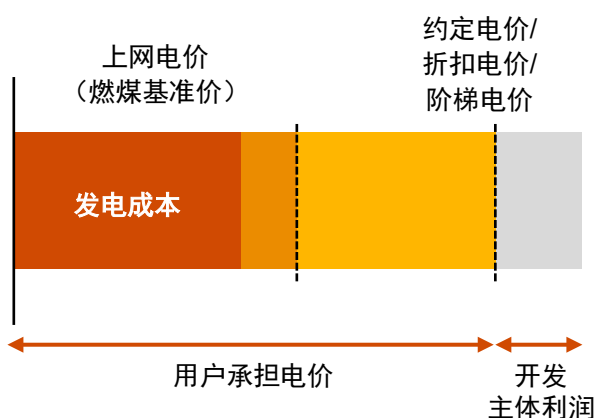 上网电价
（燃煤基准价）
约定电价/
折扣电价/
阶梯电价
发电成本
用户承担电价
开发
主体利润